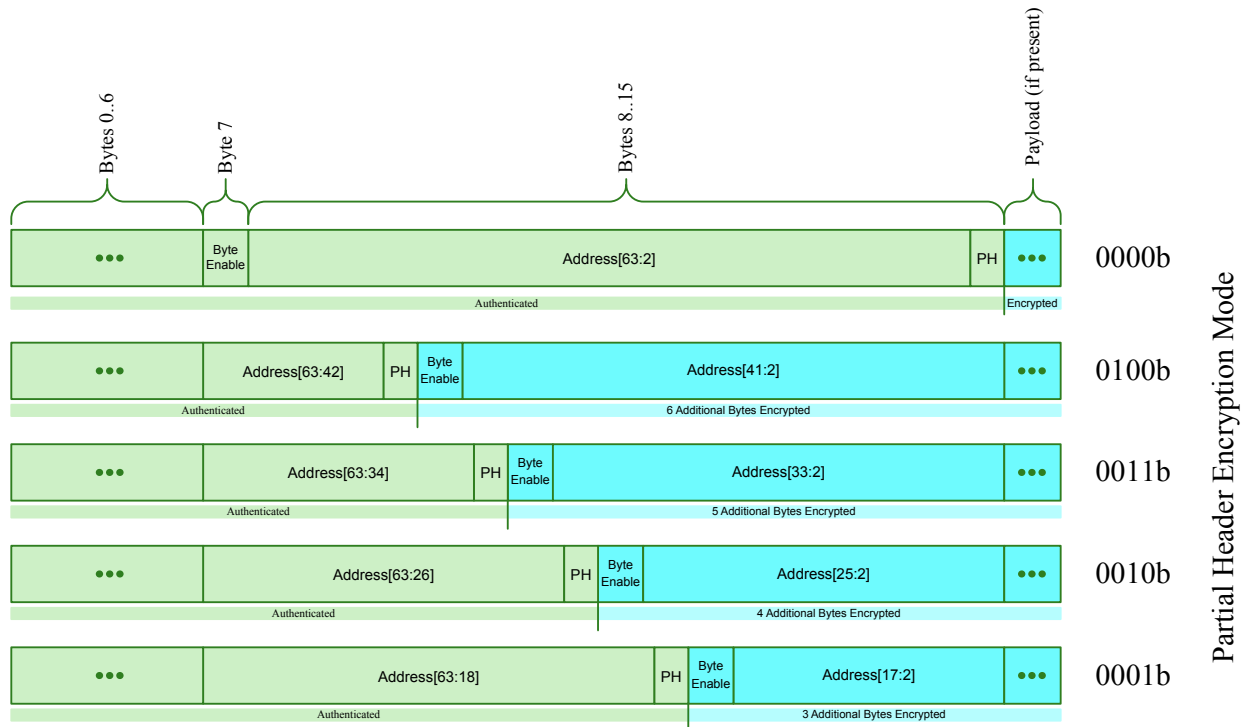 Bytes 0..6
Byte 7
Bytes 8..15
Payload (if present)
Byte
Enable
Address[63:2]
PH
0000b
Authenticated
Encrypted
Address[63:42]
PH
Byte
Enable
Address[41:2]
0100b
Authenticated
6 Additional Bytes Encrypted
Address[63:34]
PH
Byte
Enable
Address[33:2]
0011b
Authenticated
5 Additional Bytes Encrypted
Address[63:26]
PH
Byte
Enable
Address[25:2]
0010b
Authenticated
4 Additional Bytes Encrypted
Address[63:18]
PH
Byte
Enable
Address[17:2]
0001b
Authenticated
3 Additional Bytes Encrypted
Partial Header Encryption Mode